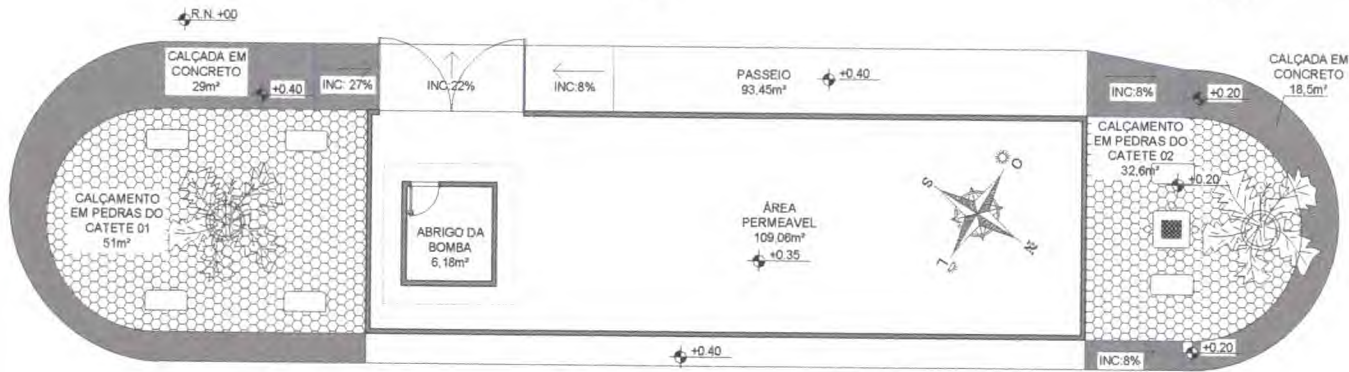 R.N. +00
CALÇADA EM
CONCRETO
29m²
+0.40
INC: 27%
INC:22%
INC:8%
PASSEIO
93,45m²
+0.40
INC:8%
+0.20
CALÇADA EM
CONCRETO
18,5m²
CALÇAMENTO
EM PEDRAS DO
CATETE 01
51m²
ABRIGO DA
BOMBA
6,18m²
ÁREA
PERMEAVEL
109,06m²
+0.35
S
O
N
L
CALÇAMENTO
EM PEDRAS DO
CATETE 02
32,6m²
+0.20
+0.40
INC:8%
+0.20